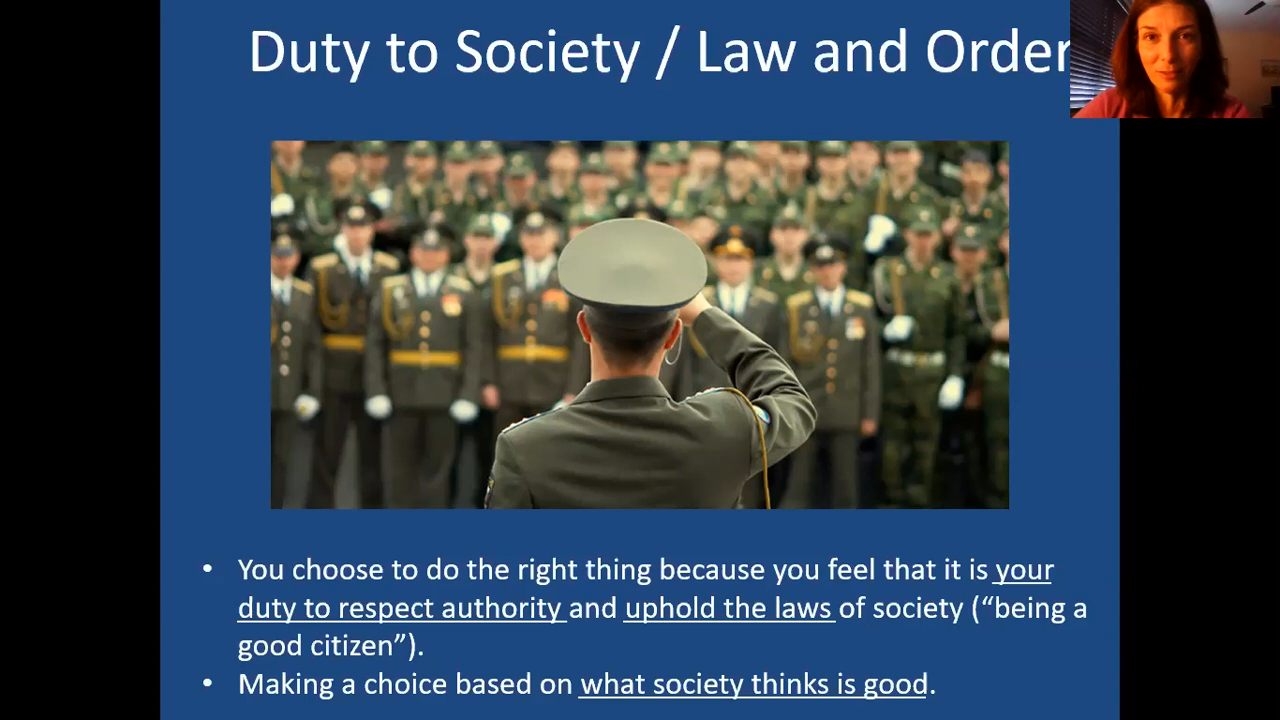 Duty to Society / Law and Order
• You choose to do the right thing because you feel that it is your
duty to respect authority and uphold the laws of society (“being a
good citizen”).
• Making a choice based on what society thinks is good.